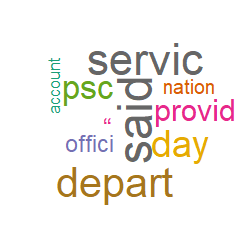 servic
account
psc
nation
said
provid
“
offici
day
depart